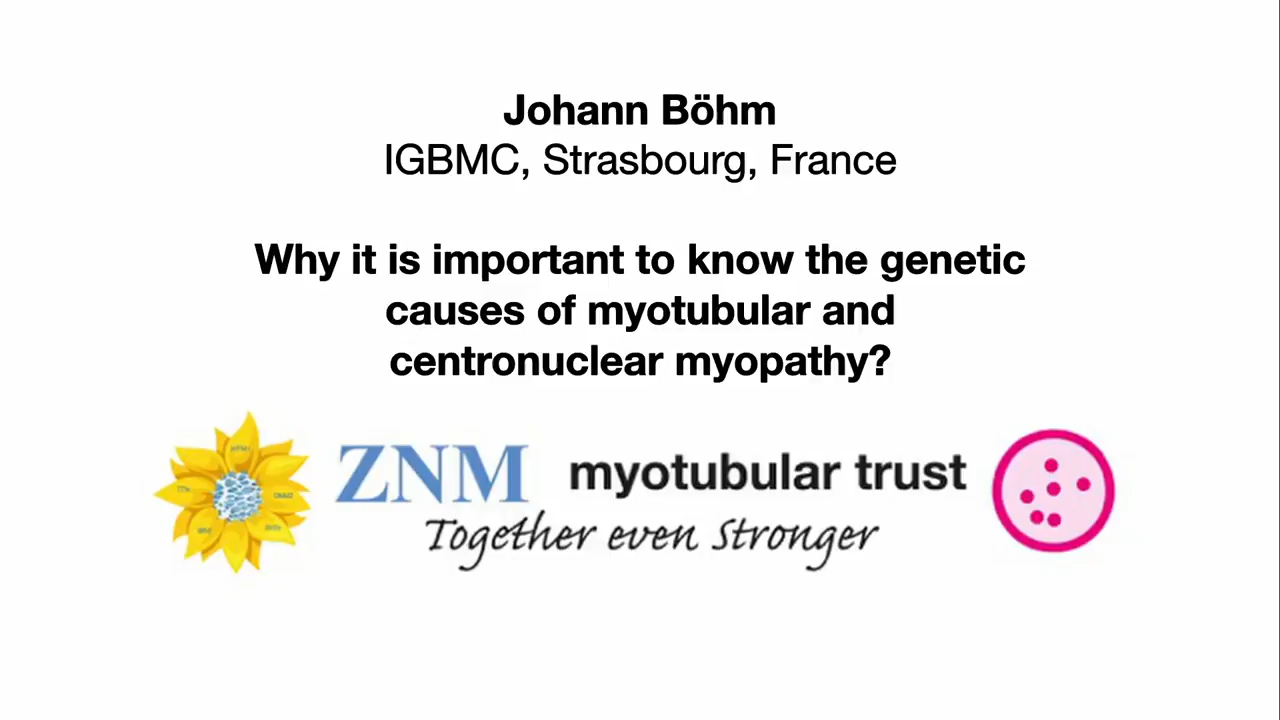 Johann Böhm
IGBMC, Strasbourg, France
Why it is important to know the genetic
causes of myotubular and
centronuclear myopathy?
ZNM myotubular trust
Together even Stronger